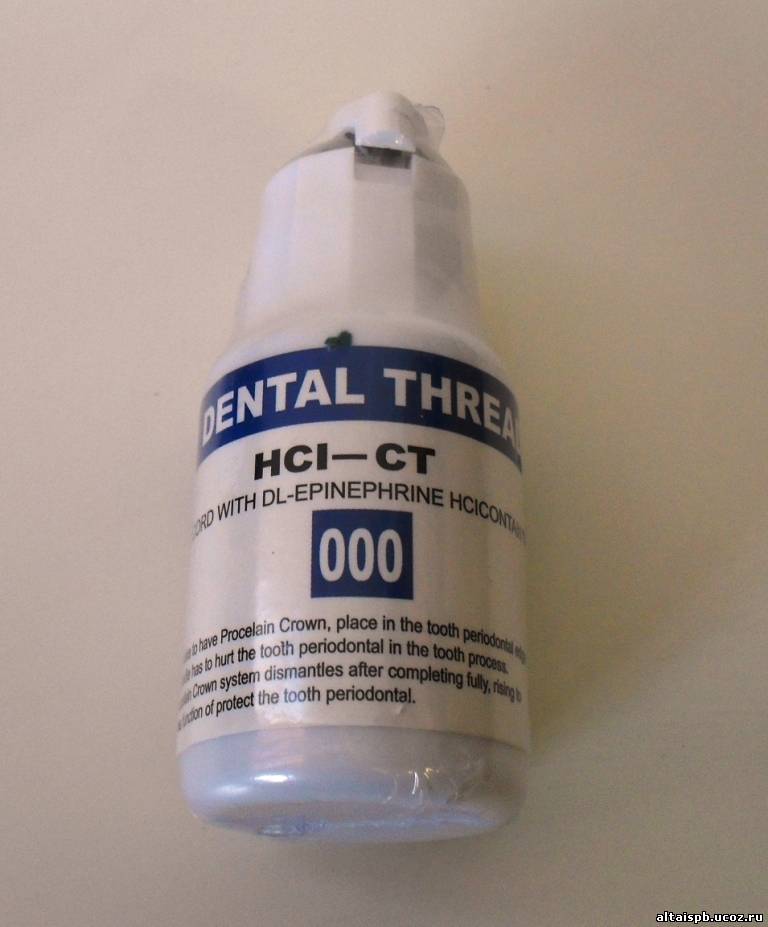 DENTAL THREA
HCI—CT
CORD WITH DL-EPINEPHRINE HCICONTAIN
000
to have Procelain Crown, place in the tooth periodontal edge
has to hurt the tooth periodontal in the tooth process.
Crown system dismantles after completing fully, rising to
function of protect the tooth periodontal.
altaispb.ucoz.ru